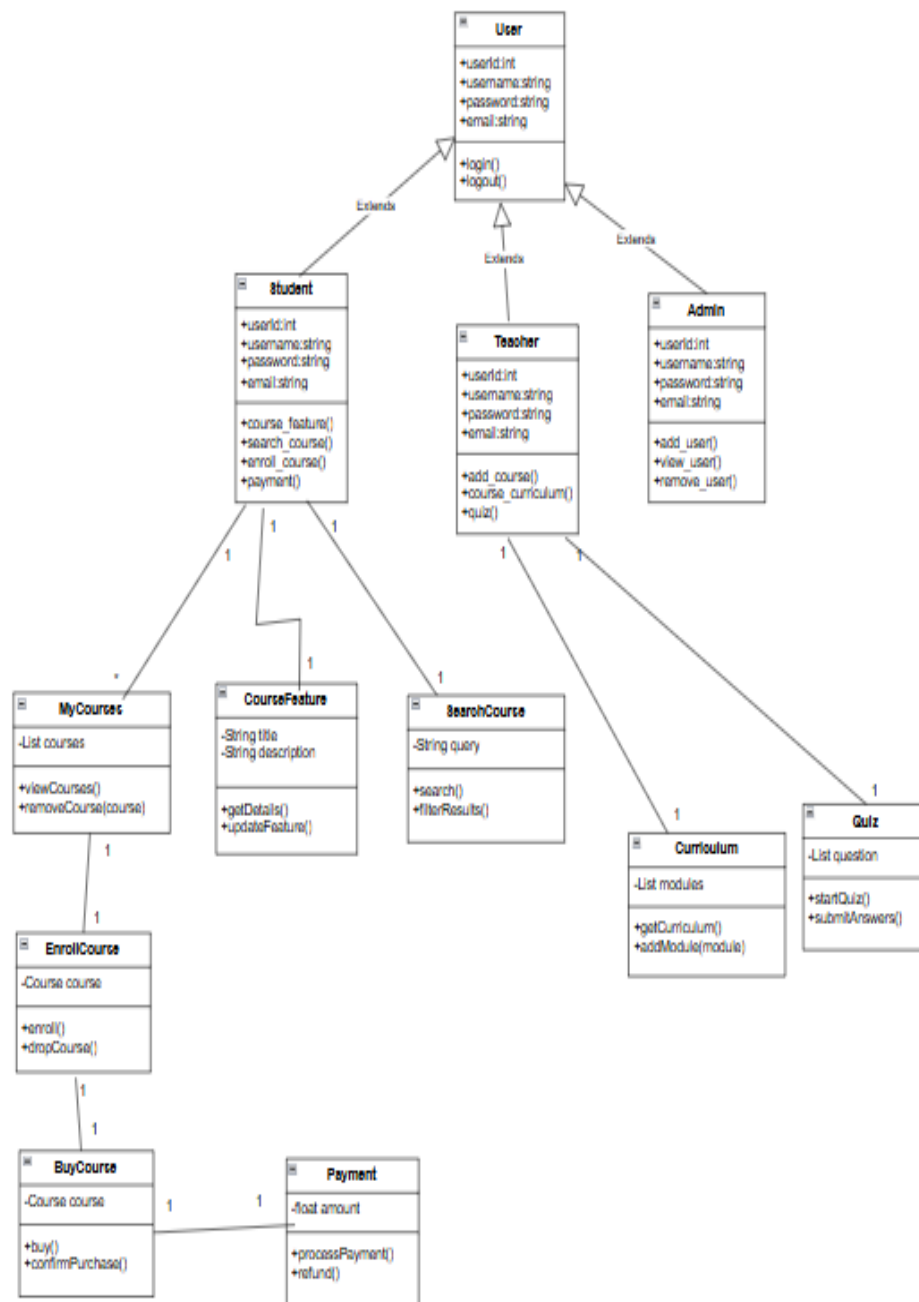 User
+userId:int
+username:string
+password:string
+email:string
+login()
+logout()
Extends
Extends
Extends
Student
+userId:int
+username:string
+password:string
+email:string
+course_feature()
+search_course()
+enroll_course()
+payment()
Teacher
+userId:int
+username:string
+password:string
+email:string
+add_course()
+course_curriculum()
+quiz()
Admin
+userId:int
+username:string
+password:string
+email:string
+add_user()
+view_user()
+remove_user()
1
1
1
1
1
*
1
1
1
1
MyCourses
-List courses
+viewCourses()
+removeCourse(course)
CourseFeature
-String title
-String description
+getDetails()
+updateFeature()
SearchCourse
-String query
+search()
+filterResults()
Curriculum
-List modules
+getCurriculum()
+addModule(module)
Quiz
-List question
+startQuiz()
+submitAnswers()
1
1
EnrollCourse
-Course course
+enroll()
+dropCourse()
1
1
BuyCourse
-Course course
+buy()
+confirmPurchase()
1
1
Payment
-float amount
+processPayment()
+refund()